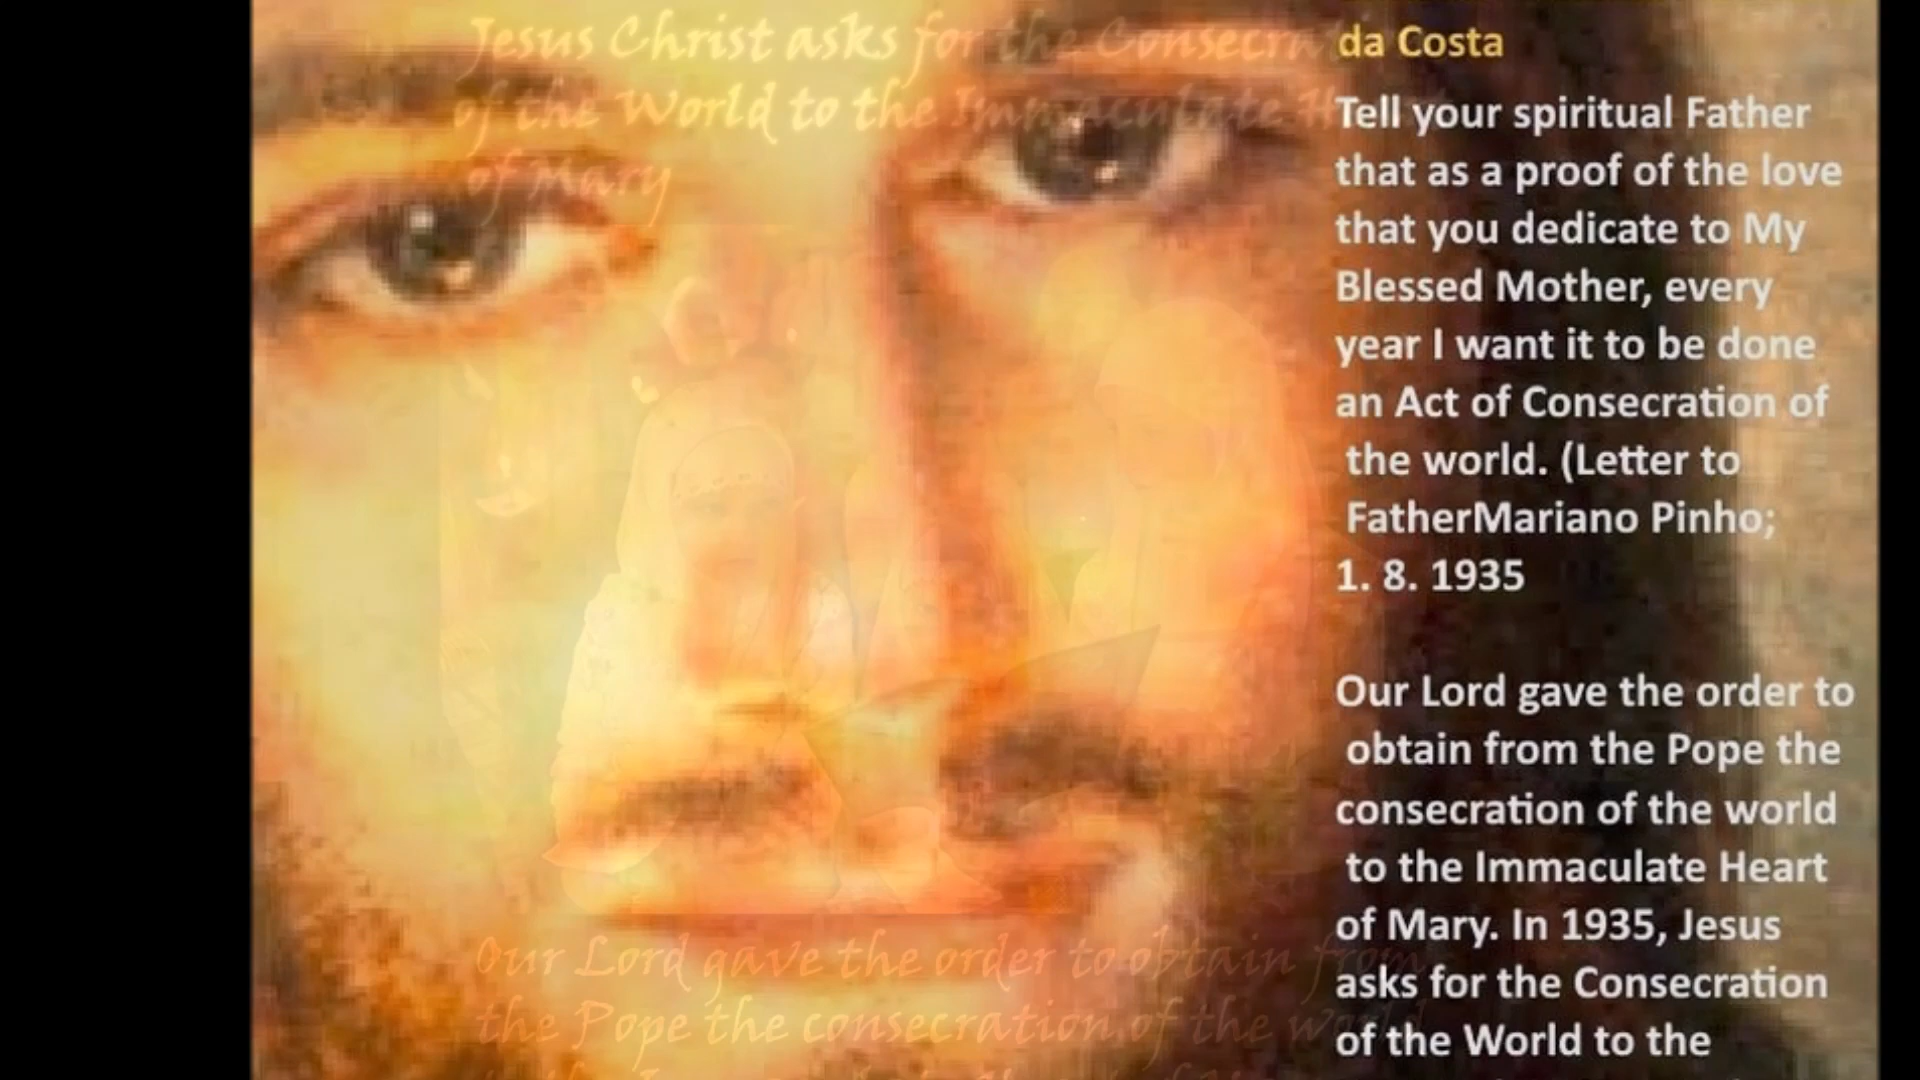 Jesus Christ asks for the Consecra
of the World to the Immaculate H
of Mary
da Costa
Tell your spiritual Father
that as a proof of the love
that you dedicate to My
Blessed Mother, every
year I want it to be done
an Act of Consecration of
the world. (Letter to
FatherMariano Pinho;
1. 8. 1935
Our Lord gave the order to
obtain from the Pope the
consecration of the world
to the Immaculate Heart
of Mary. In 1935, Jesus
asks for the Consecration
of the World to the
Our Lord gave the order to obtain from
the Pope the consecration of the world